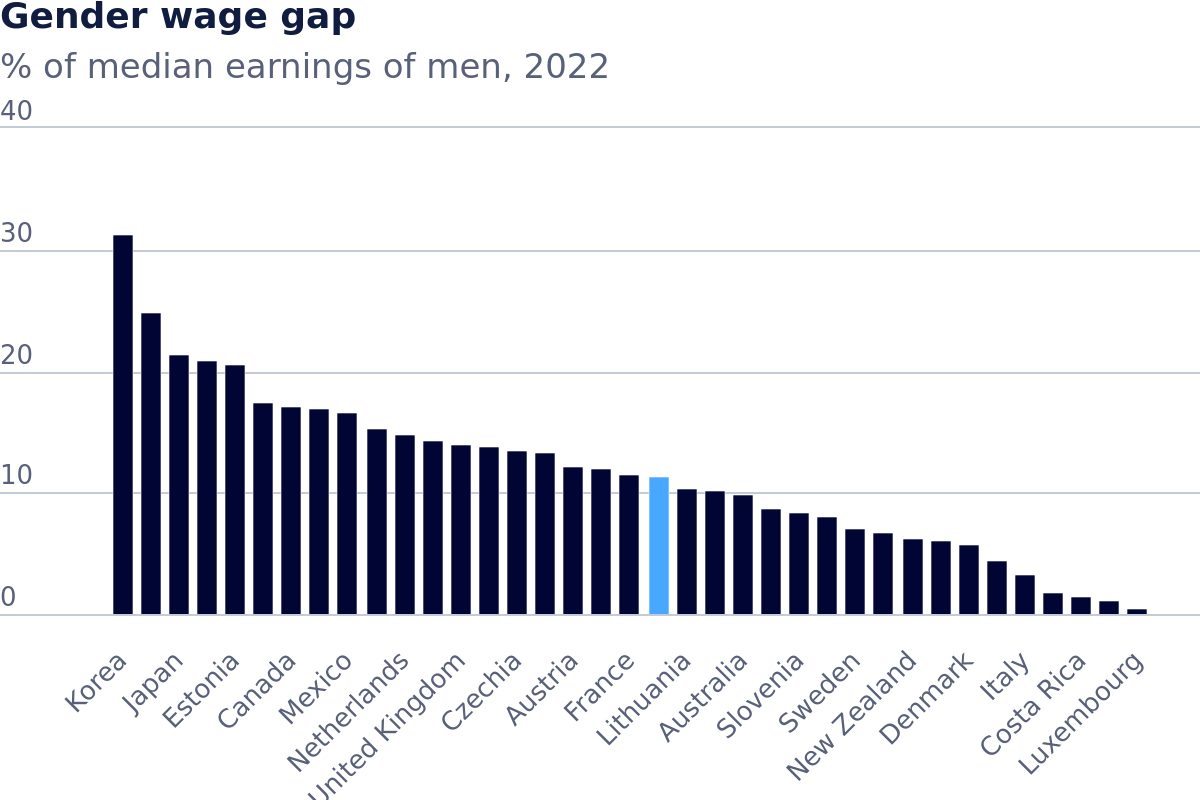 Gender wage gap
% of median earnings of men, 2022
40
30
20
10
0
Korea
Japan
Estonia
Canada
Mexico
Netherlands
United Kingdom
Czechia
Austria
France
Lithuania
Australia
Slovenia
Sweden
New Zealand
Denmark
Italy
Costa Rica
Luxembourg